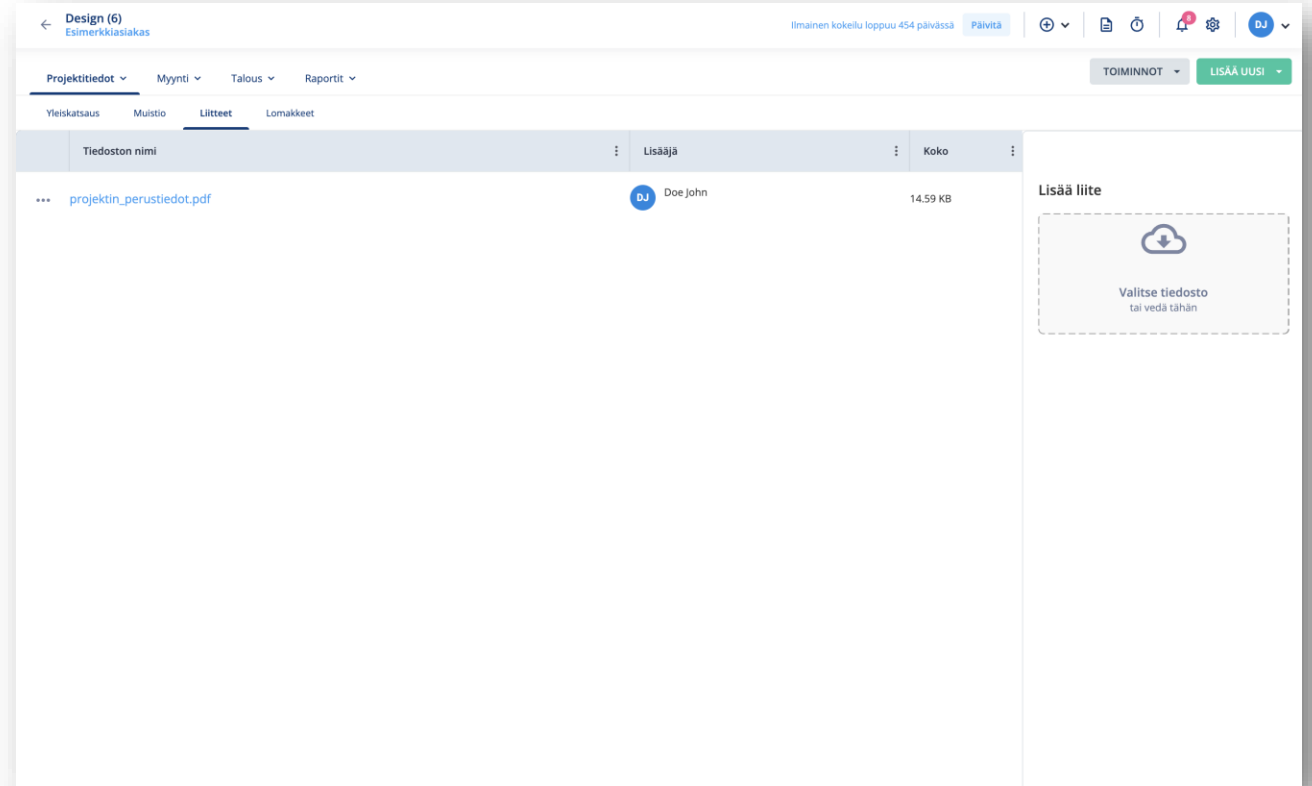 Design (6)
Esimerkkiasiakas
Ilmainen kokeilu loppuu 454 päivässä Päivitä
8
DJ
Projektitiedot Myynti Talous Raportit
TOIMINNOT LISÄÄ UUSI
Yleiskatsaus Muistio Liitteet Lomakkeet
Tiedoston nimi Lisääjä Koko
projektin_perustiedot.pdf DJ Doe John 14.59 KB
Lisää liite
Valitse tiedosto
tai vedä tähän